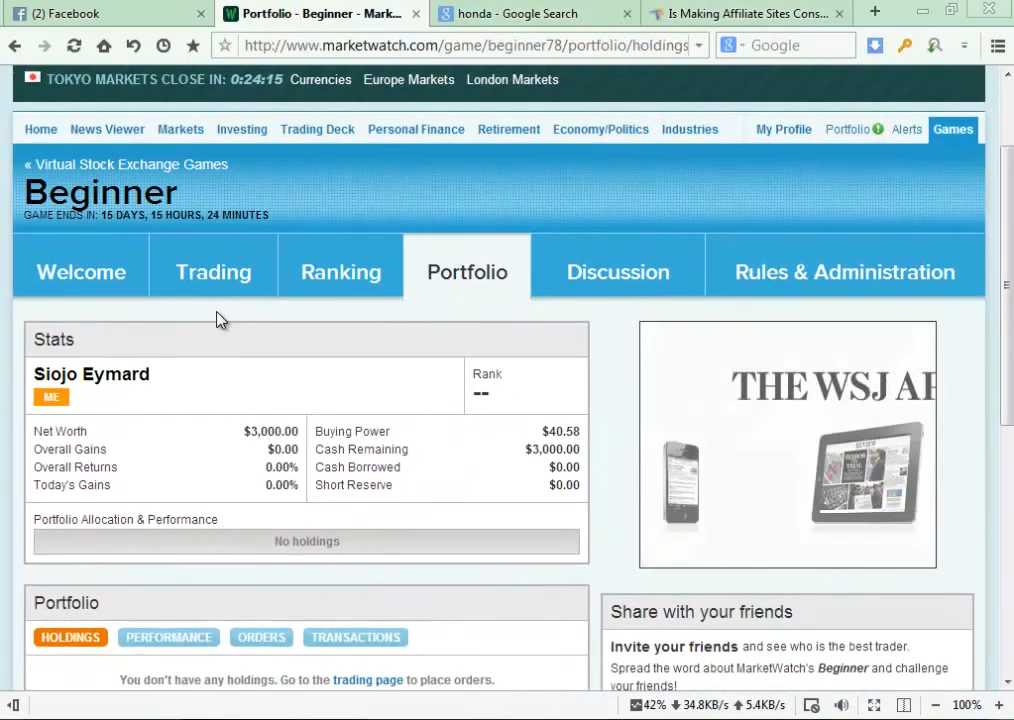 (2) Facebook
Portfolio - Beginner - Mark...
honda - Google Search
Is Making Affiliate Sites Cons...
http://www.marketwatch.com/game/beginner78/portfolio/holdings
Google
TOKYO MARKETS CLOSE IN: 0:24:15 Currencies Europe Markets London Markets
Home News Viewer Markets Investing Trading Deck Personal Finance Retirement Economy/Politics Industries My Profile Portfolio Alerts Games
« Virtual Stock Exchange Games
Beginner
GAME ENDS IN: 15 DAYS, 15 HOURS, 24 MINUTES
Welcome Trading Ranking Portfolio Discussion Rules & Administration
Stats
Siojo Eymard
ME
Rank
--
Net Worth $3,000.00
Overall Gains $0.00
Overall Returns 0.00%
Today's Gains 0.00%
Buying Power $40.58
Cash Remaining $3,000.00
Cash Borrowed $0.00
Short Reserve $0.00
Portfolio Allocation & Performance
No holdings
THE WSJ AP
Portfolio
HOLDINGS PERFORMANCE ORDERS TRANSACTIONS
You don't have any holdings. Go to the trading page to place orders.
Share with your friends
Invite your friends and see who is the best trader.
Spread the word about MarketWatch's Beginner and challenge
your friends!
42% 34.8KB/s 5.4KB/s 100%